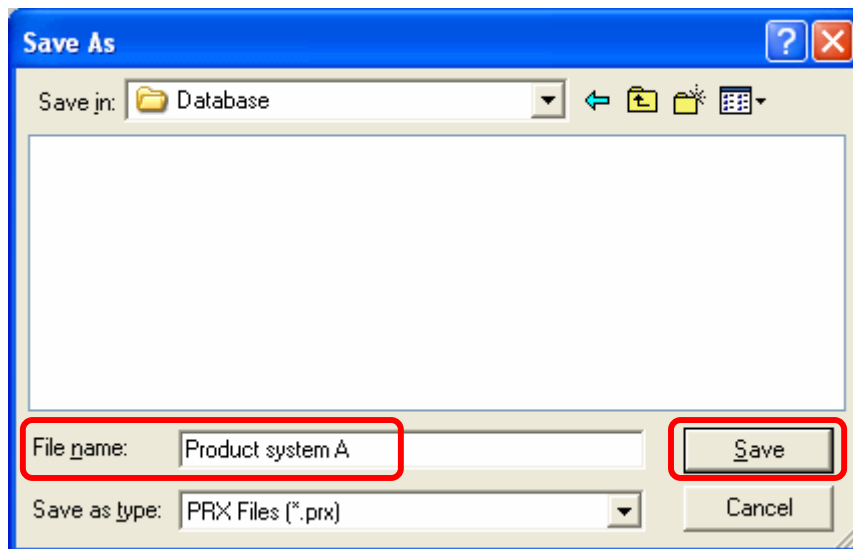 Save As
Save in: Database
File name: Product system A Save
Save as type: PRX Files (*.prx) Cancel